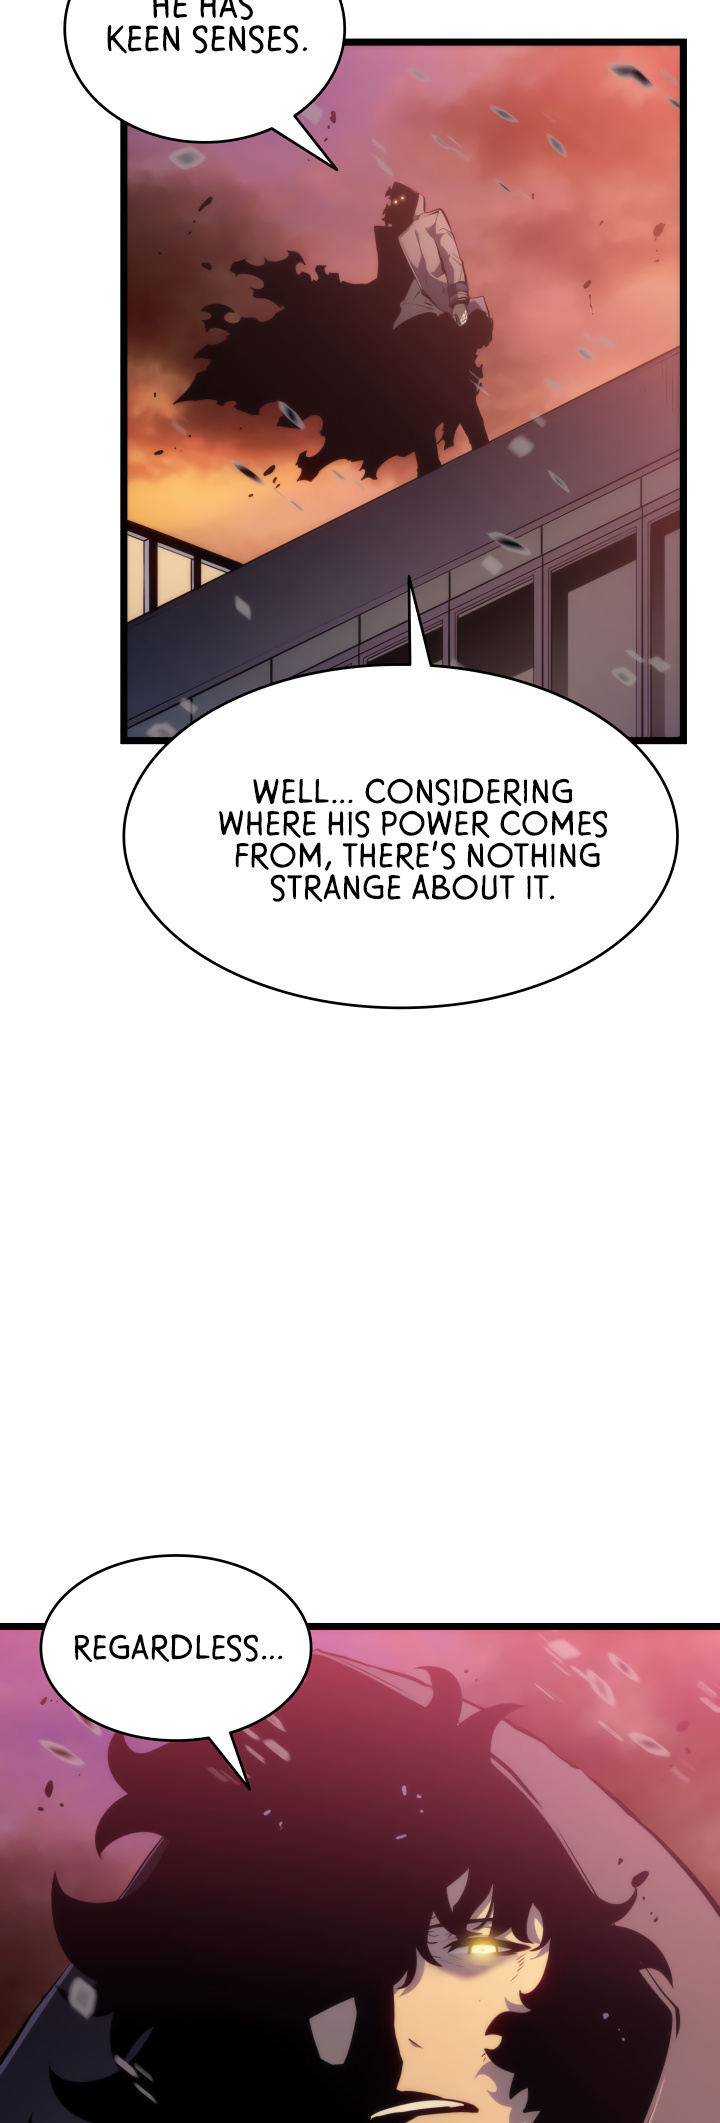 HE HAS
KEEN SENSES.
WELL... CONSIDERING
WHERE HIS POWER COMES
FROM, THERE'S NOTHING
STRANGE ABOUT IT.
REGARDLESS...